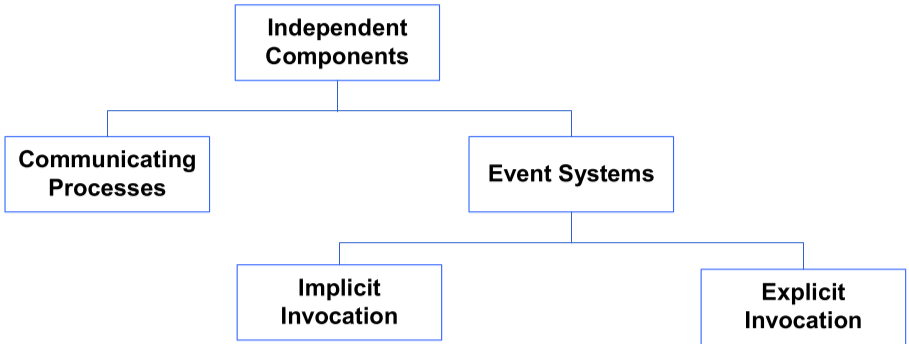 Independent
Components
Communicating
Processes
Event Systems
Implicit
Invocation
Explicit
Invocation